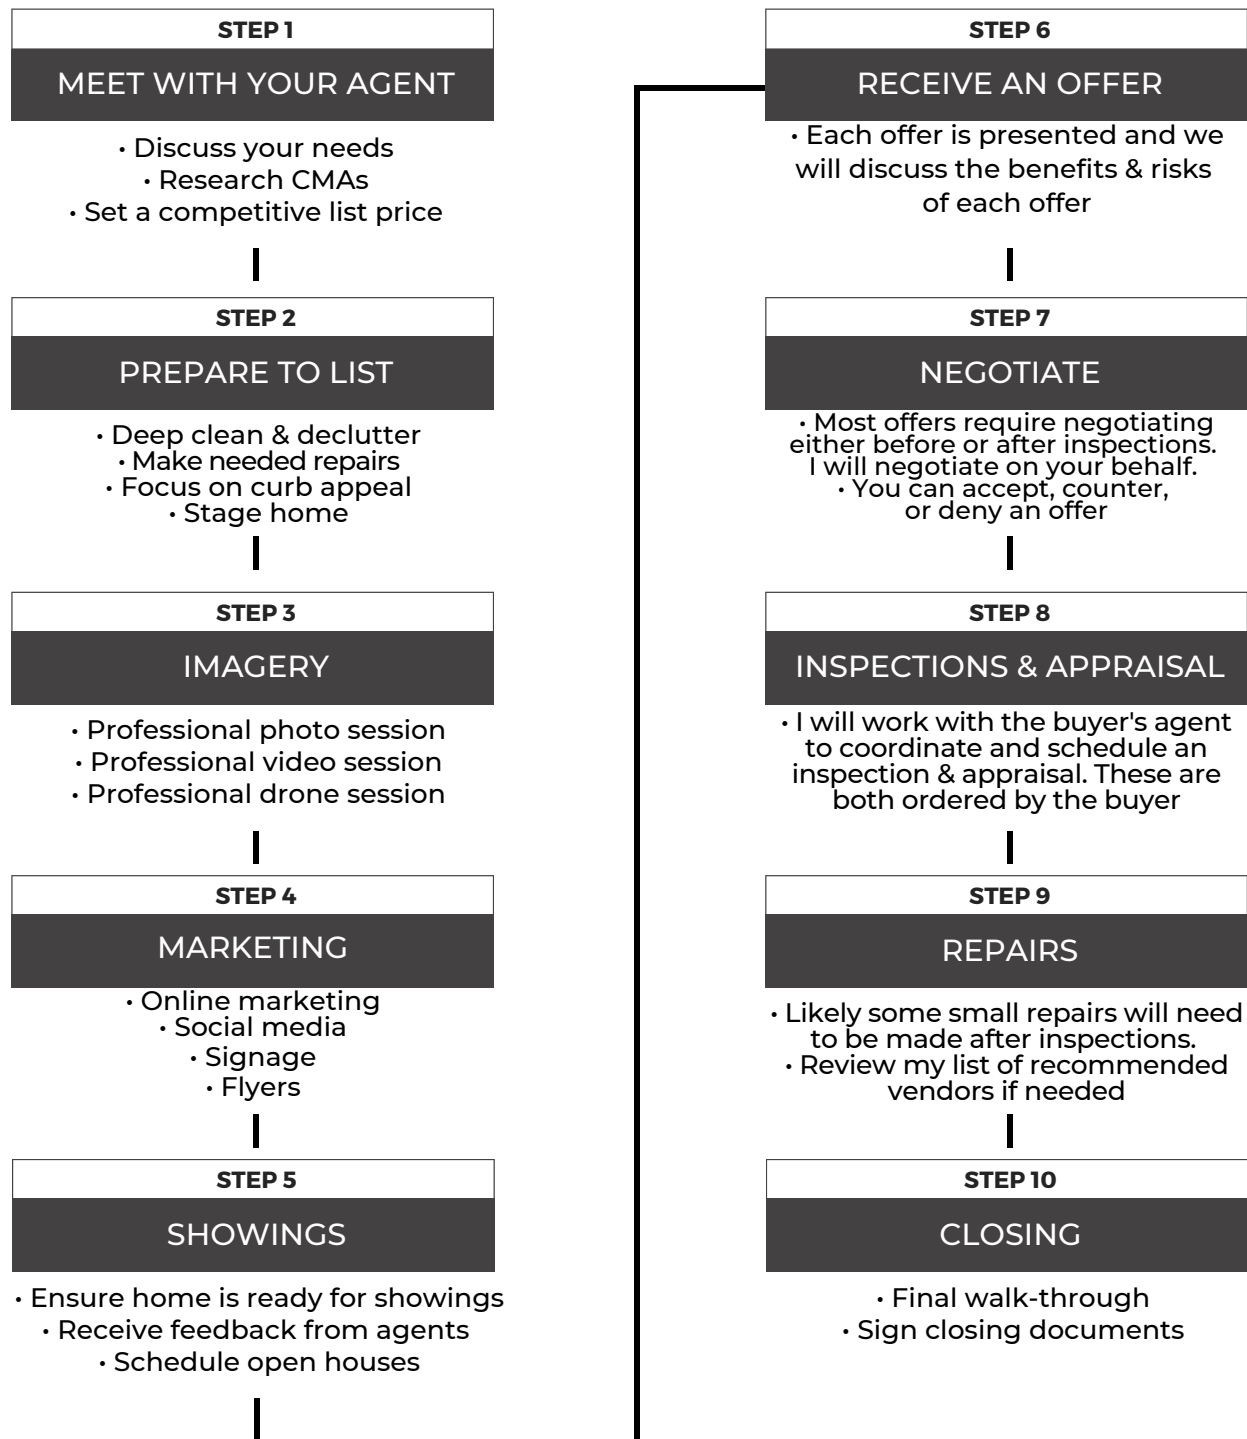 STEP 1
MEET WITH YOUR AGENT
• Discuss your needs
• Research CMAs
• Set a competitive list price
STEP 2
PREPARE TO LIST
• Deep clean & declutter
• Make needed repairs
• Focus on curb appeal
• Stage home
STEP 3
IMAGERY
• Professional photo session
• Professional video session
• Professional drone session
STEP 4
MARKETING
• Online marketing
• Social media
• Signage
• Flyers
STEP 5
SHOWINGS
• Ensure home is ready for showings
• Receive feedback from agents
• Schedule open houses
STEP 6
RECEIVE AN OFFER
• Each offer is presented and we
will discuss the benefits & risks
of each offer
STEP 7
NEGOTIATE
• Most offers require negotiating
either before or after inspections.
I will negotiate on your behalf.
• You can accept, counter,
or deny an offer
STEP 8
INSPECTIONS & APPRAISAL
• I will work with the buyer's agent
to coordinate and schedule an
inspection & appraisal. These are
both ordered by the buyer
STEP 9
REPAIRS
• Likely some small repairs will need
to be made after inspections.
• Review my list of recommended
vendors if needed
STEP 10
CLOSING
• Final walk-through
• Sign closing documents